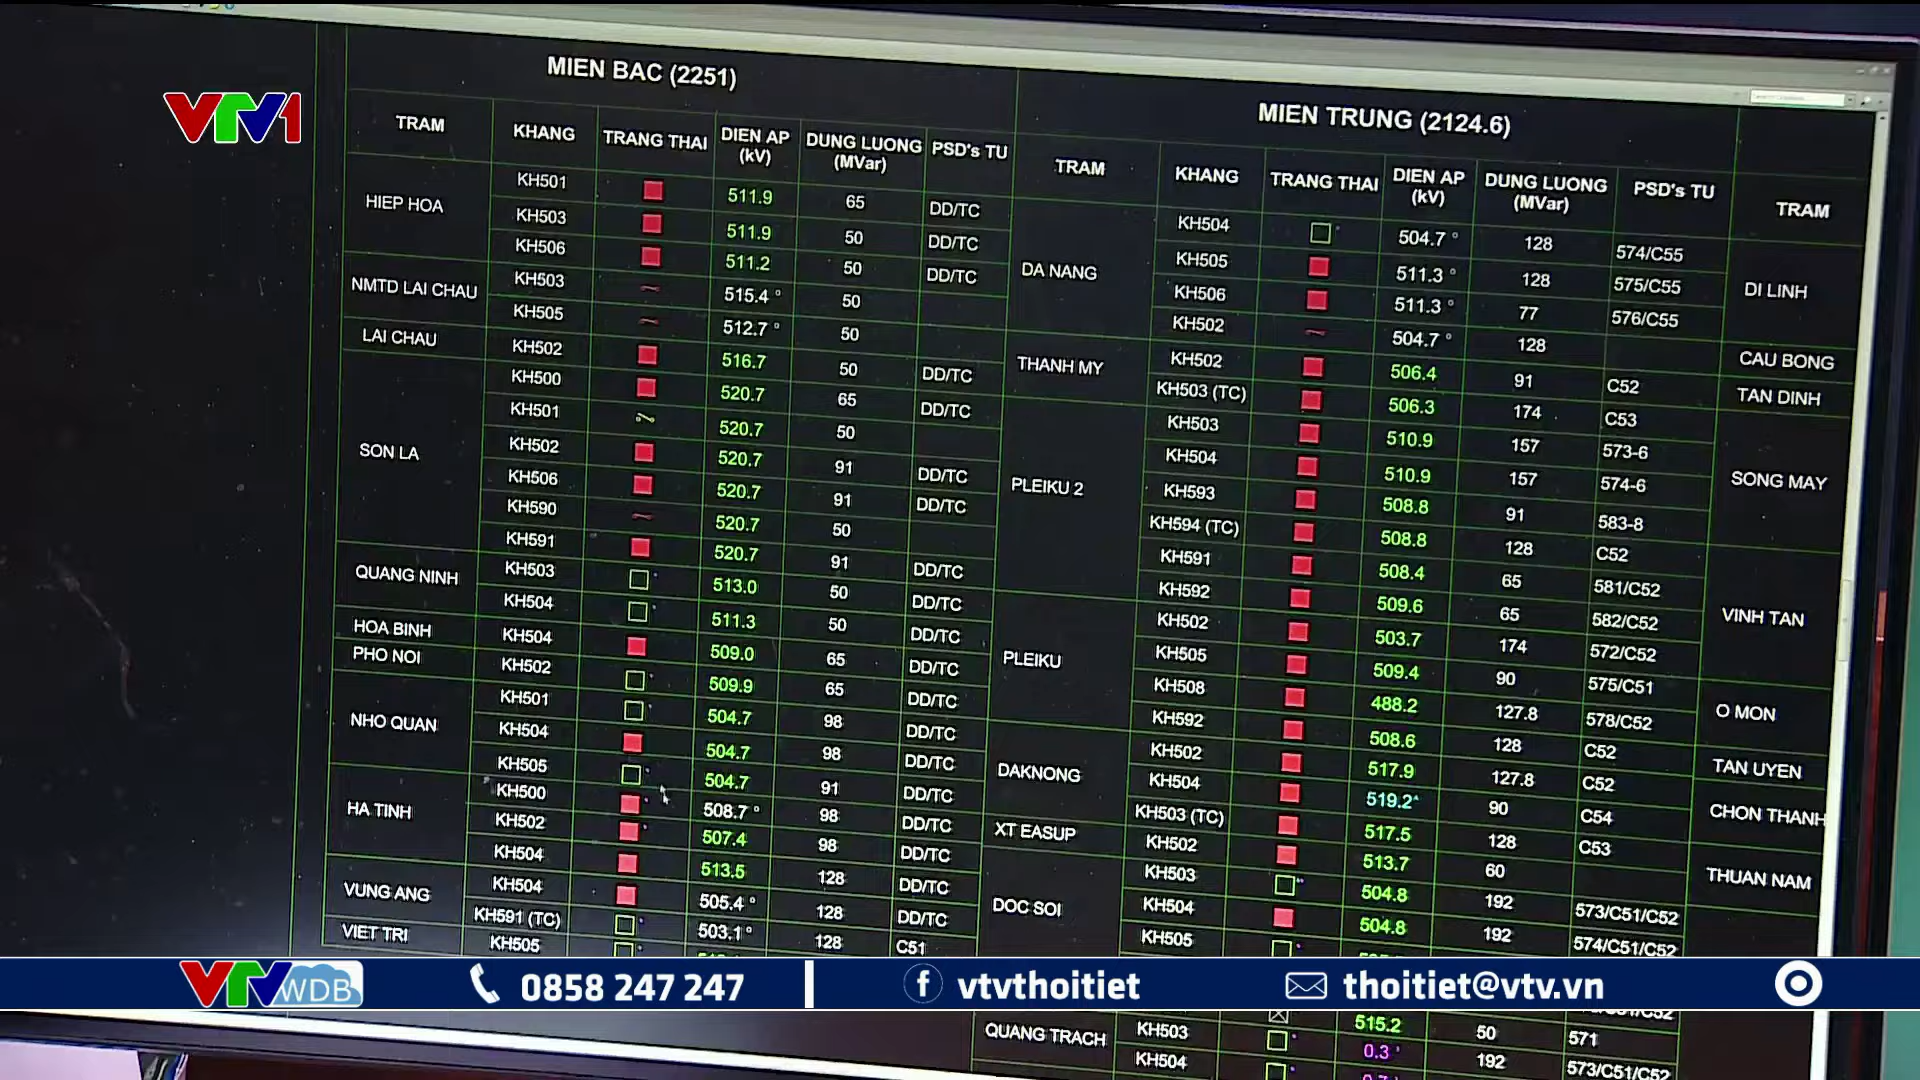 VTV1
MIEN BAC (2251)
TRAM KHANG TRANG THAI DIEN AP (kV) DUNG LUONG (MVar) PSD's TU
HIEP HOA
KH501 511.9 65 DD/TC
KH503 511.9 50 DD/TC
KH506 511.2 50 DD/TC
NMTD LAI CHAU
KH503 515.4 50
KH505 512.7 50
LAI CHAU
KH502 516.7 50 DD/TC
SON LA
KH500 520.7 65 DD/TC
KH501 520.7 50
KH502 520.7 91 DD/TC
KH506 520.7 91 DD/TC
KH590 520.7 50
KH591 520.7 91 DD/TC
QUANG NINH
KH503 513.0 50 DD/TC
KH504 511.3 50 DD/TC
HOA BINH
KH504 509.0 65 DD/TC
PHO NOI
KH502 509.9 65 DD/TC
NHO QUAN
KH501 504.7 98 DD/TC
KH504 504.7 98 DD/TC
KH505 504.7 91 DD/TC
HA TINH
KH500 508.7 98 DD/TC
KH502 507.4 98 DD/TC
KH504 513.5 128 DD/TC
VUNG ANG
KH504 505.4 128 DD/TC
KH591 (TC) 503.1 128 C51
VIET TRI
KH505
MIEN TRUNG (2124.6)
TRAM KHANG TRANG THAI DIEN AP (kV) DUNG LUONG (MVar) PSD's TU
DA NANG
KH504 504.7 128 574/C55
KH505 511.3 128 575/C55
KH506 511.3 77 576/C55
KH502 504.7 128
THANH MY
KH502 506.4 91 C52
KH503 (TC) 506.3 174 C53
PLEIKU 2
KH503 510.9 157 573-6
KH504 510.9 157 574-6
KH593 508.8 91 583-8
KH594 (TC) 508.8 128 C52
KH591 508.4 65 581/C52
KH592 509.6 65 582/C52
PLEIKU
KH502 503.7 174 572/C52
KH505 509.4 90 575/C51
KH508 488.2 127.8 578/C52
KH592 508.6 128 C52
DAKNONG
KH502 517.9 127.8 C52
KH504 519.2 90 C54
KH503 (TC) 517.5 128 C53
XT EASUP
KH502 513.7 60
DOC SOI
KH503 504.8 192 573/C51/C52
KH504 504.8 192 574/C51/C52
KH505
515.2 50 571
QUANG TRACH
KH503 0.3 192 573/C51/C52
KH504
TRAM
DI LINH
CAU BONG
TAN DINH
SONG MAY
VINH TAN
O MON
TAN UYEN
CHON THANH
THUAN NAM
VTV WDB 0858 247 247 vtvthoitiet thoitiet@vtv.vn